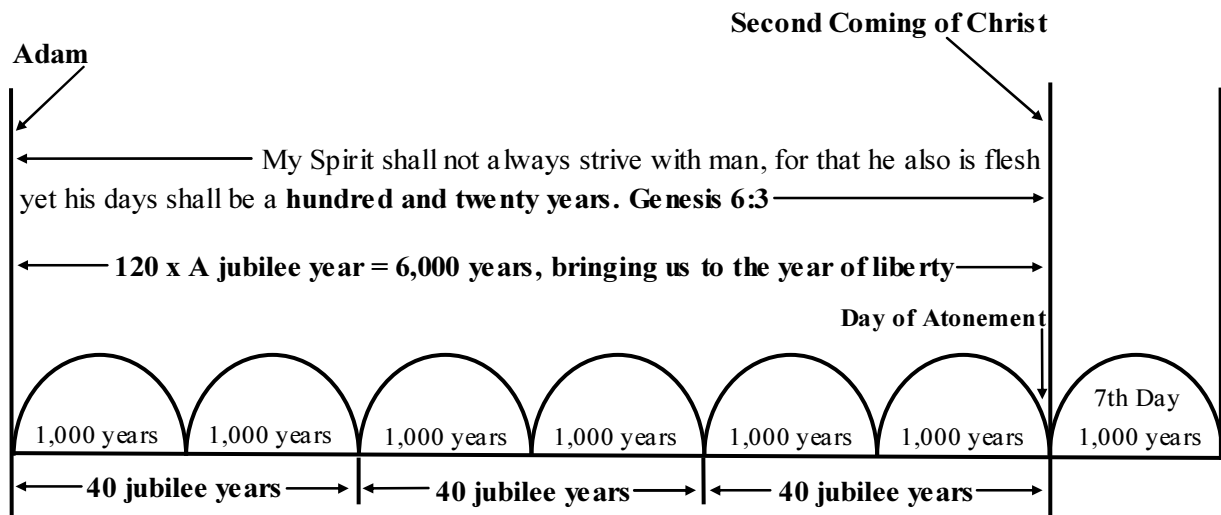 Second Coming of Christ
Adam
My Spirit shall not always strive with man, for that he also is flesh
yet his days shall be a hundred and twenty years. Genesis 6:3
120 x A jubilee year = 6,000 years, bringing us to the year of liberty
Day of Atonement
7th Day
1,000 years 1,000 years 1,000 years 1,000 years 1,000 years 1,000 years 1,000 years
40 jubilee years 40 jubilee years 40 jubilee years